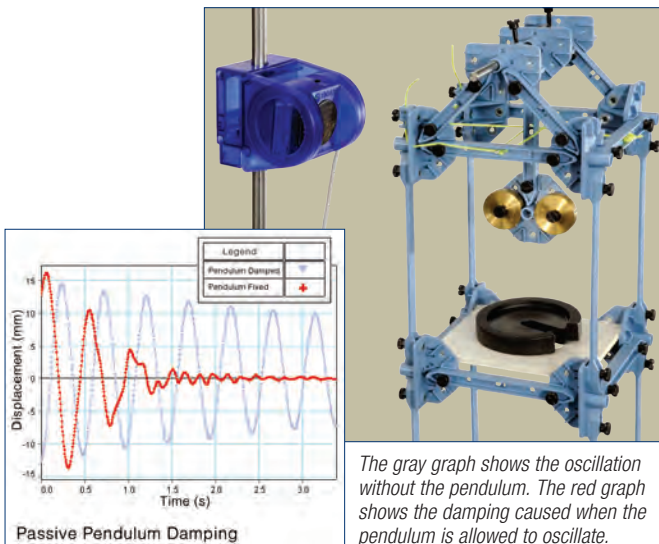 Legend
Pendulum Damped
Pendulum Fixed
Displacement (mm)
15
10
5
0
-5
-10
-15
0.0 0.5 1.0 1.5 2.0 2.5 3.0
Time (s)
Passive Pendulum Damping
The gray graph shows the oscillation
without the pendulum. The red graph
shows the damping caused when the
pendulum is allowed to oscillate.